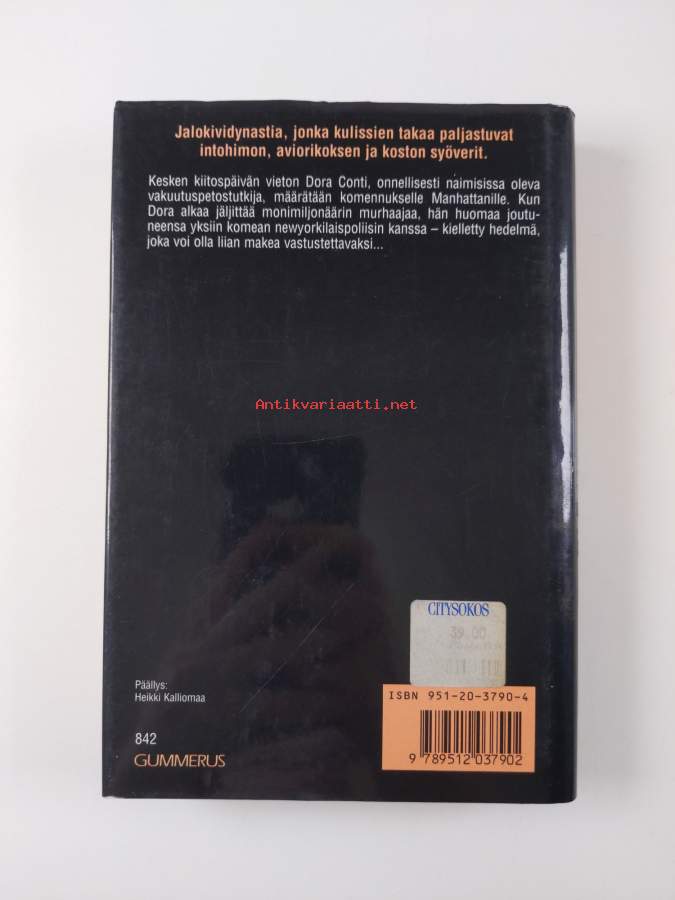 Jalokividynastia, jonka kulissien takaa paljastuvat
intohimon, aviorikoksen ja koston syöverit.
Kesken kiitospäivän vieton Dora Conti, onnellisesti naimisissa oleva
vakuutuspetostutkija, määrätään komennukselle Manhattanille. Kun
Dora alkaa jäljittää monimiljonäärin murhaajaa, hän huomaa joutu-
neensa yksiin komean newyorkilaispoliisin kanssa – kielletty hedelmä,
joka voi olla liian makea vastustettavaksi...
Antikvariaatti.net
CITYSOKOS
39.00
Päällys:
Heikki Kalliomaa
ISBN 951-20-3790-4
842
GUMMERUS
9 789512 037902